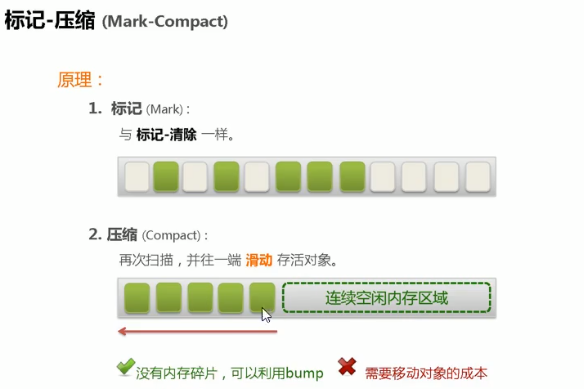 标记-压缩 (Mark-Compact)
原理：
1. 标记 (Mark) :
与 标记-清除 一样。
2. 压缩 (Compact) :
再次扫描，并往一端 滑动 存活对象。
连续空闲内存区域
没有内存碎片，可以利用bump
需要移动对象的成本